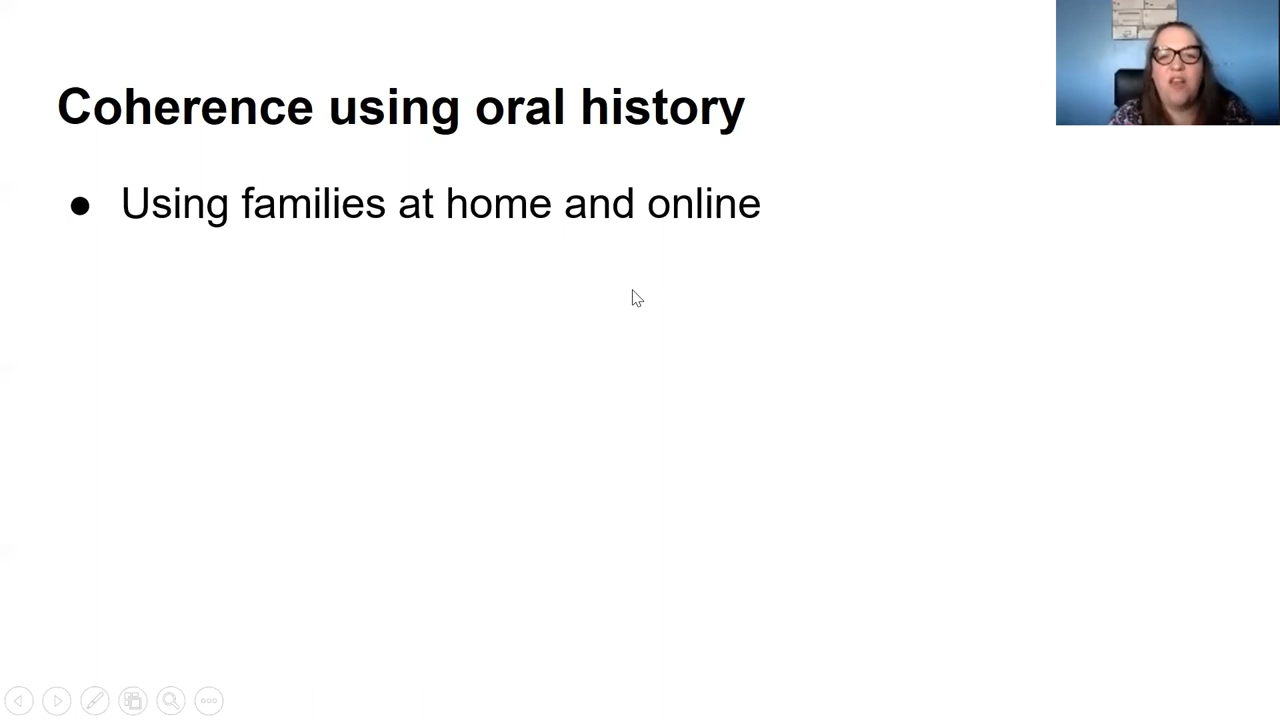 Coherence using oral history
● Using families at home and online